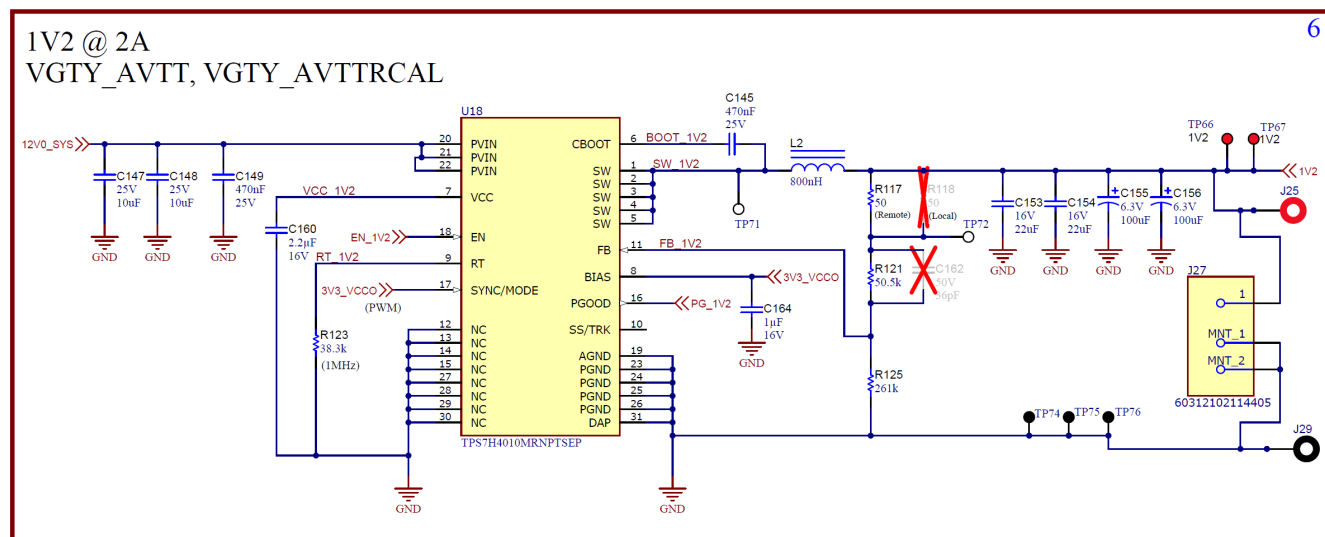 6
1V2 @ 2A
VGTY_AVTT, VGTY_AVTTRCAL
12V0_SYS
C147
25V
10uF
C148
25V
10uF
C149
470nF
25V
GND
GND
GND
VCC_1V2
C160
2.2µF
16V
EN_1V2
RT_1V2
3V3_VCCO
(PWM)
R123
38.3k
(1MHz)
GND
U18
20 PVIN
21 PVIN
22 PVIN
7 VCC
18 EN
9 RT
17 SYNC/MODE
12 NC
13 NC
14 NC
15 NC
27 NC
28 NC
29 NC
30 NC
CBOOT 6
SW 1
SW 2
SW 3
SW 4
SW 5
FB 11
BIAS 8
PGOOD 16
SS/TRK 10
AGND 19
PGND 23
PGND 24
PGND 25
PGND 26
DAP 31
TPS7H4010MRNPTSEP
BOOT_1V2
SW_1V2
FB_1V2
C145
470nF
25V
TP71
L2
800nH
3V3_VCCO
PG_1V2
C164
1µF
16V
GND
GND
R117
50
(Remote)
R118
50
(Local)
TP72
R121
50.5k
C162
50V
36pF
R125
261k
C153
16V
22uF
C154
16V
22uF
C155
6.3V
100uF
C156
6.3V
100uF
GND
GND
GND
GND
TP66
1V2
TP67
1V2
1V2
J25
J27
1
MNT_1
MNT_2
60312102114405
TP74
TP75
TP76
J29